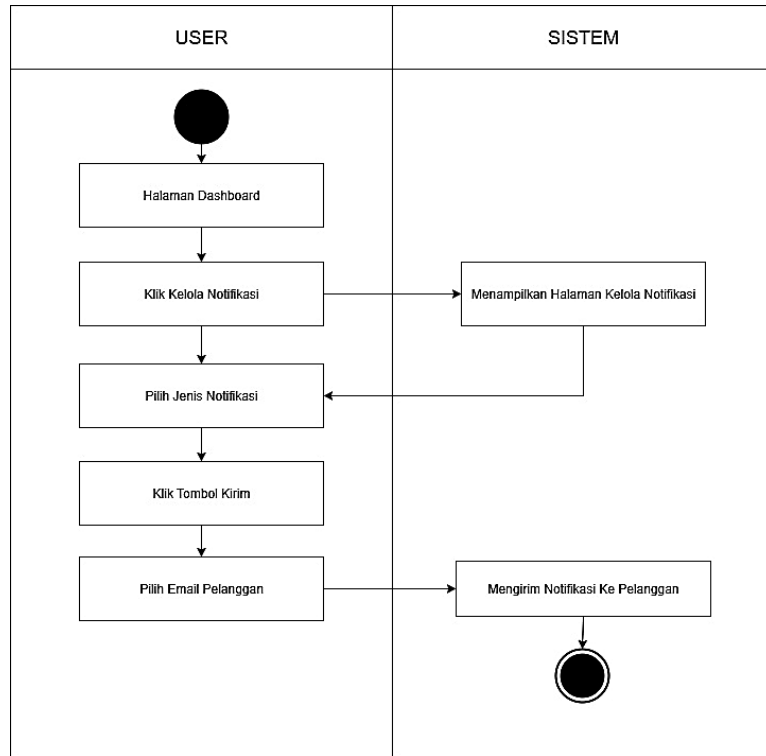 USER
SISTEM
Halaman Dashboard
Klik Kelola Notifikasi
Menampilkan Halaman Kelola Notifikasi
Pilih Jenis Notifikasi
Klik Tombol Kirim
Pilih Email Pelanggan
Mengirim Notifikasi Ke Pelanggan